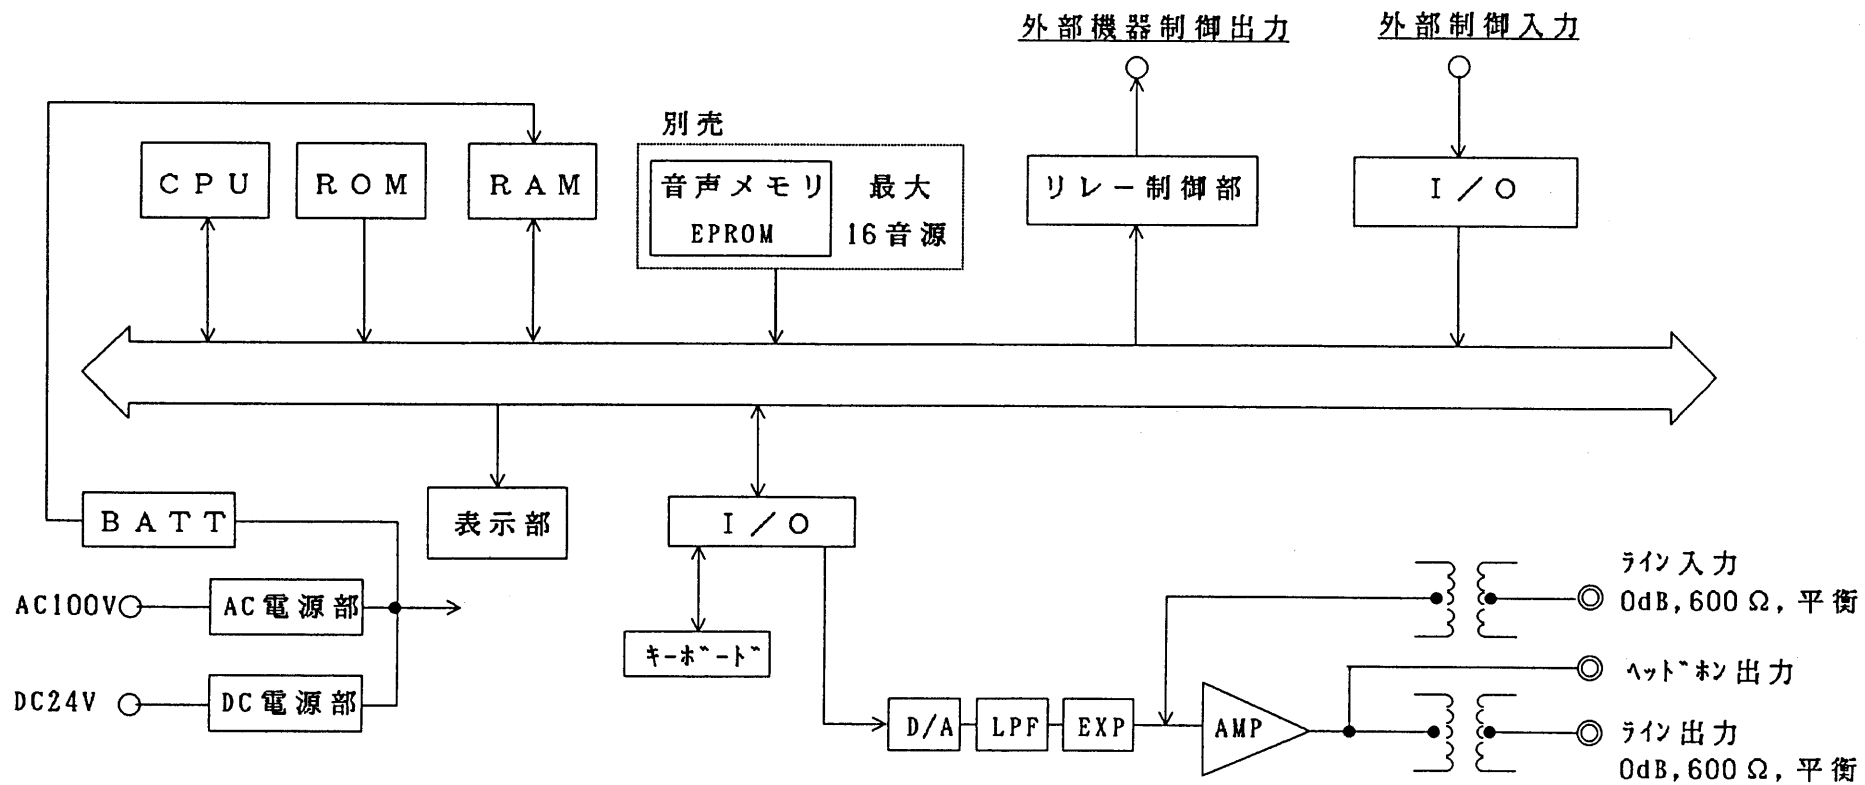 外部機器制御出力
外部制御入力
別売
CPU
ROM
RAM
音声メモリ
EPROM
最大
16音源
リレー制御部
I/O
BATT
表示部
I/O
AC100V
AC電源部
キーボード
DC24V
DC電源部
D/A
LPF
EXP
AMP
ライン入力
0dB,600Ω,平衡
ヘッドホン出力
ライン出力
0dB,600Ω,平衡